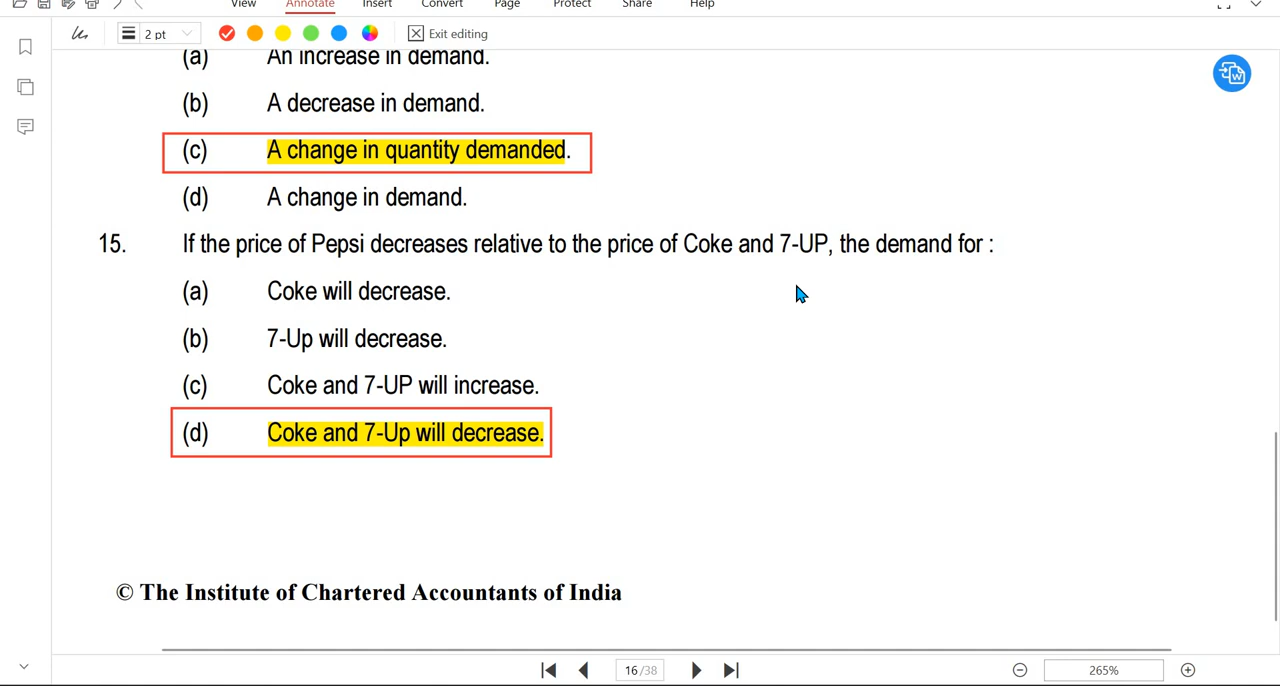 View Annotate Insert Convert Page Protect Share Help
2 pt Exit editing
(a) An increase in demand.
(b) A decrease in demand.
(c) A change in quantity demanded.
(d) A change in demand.
15. If the price of Pepsi decreases relative to the price of Coke and 7-UP, the demand for :
(a) Coke will decrease.
(b) 7-Up will decrease.
(c) Coke and 7-UP will increase.
(d) Coke and 7-Up will decrease.
© The Institute of Chartered Accountants of India
16 /38 265%